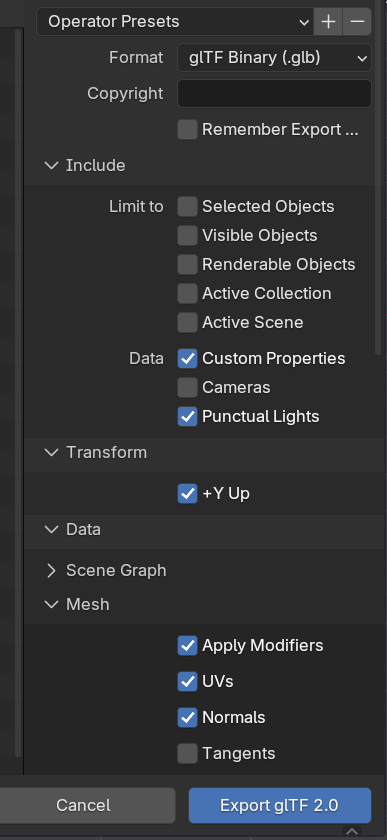 Operator Presets
Format glTF Binary (.glb)
Copyright
Remember Export ...
Include
Limit to Selected Objects
Visible Objects
Renderable Objects
Active Collection
Active Scene
Data Custom Properties
Cameras
Punctual Lights
Transform
+Y Up
Data
Scene Graph
Mesh
Apply Modifiers
UVs
Normals
Tangents
Cancel Export glTF 2.0